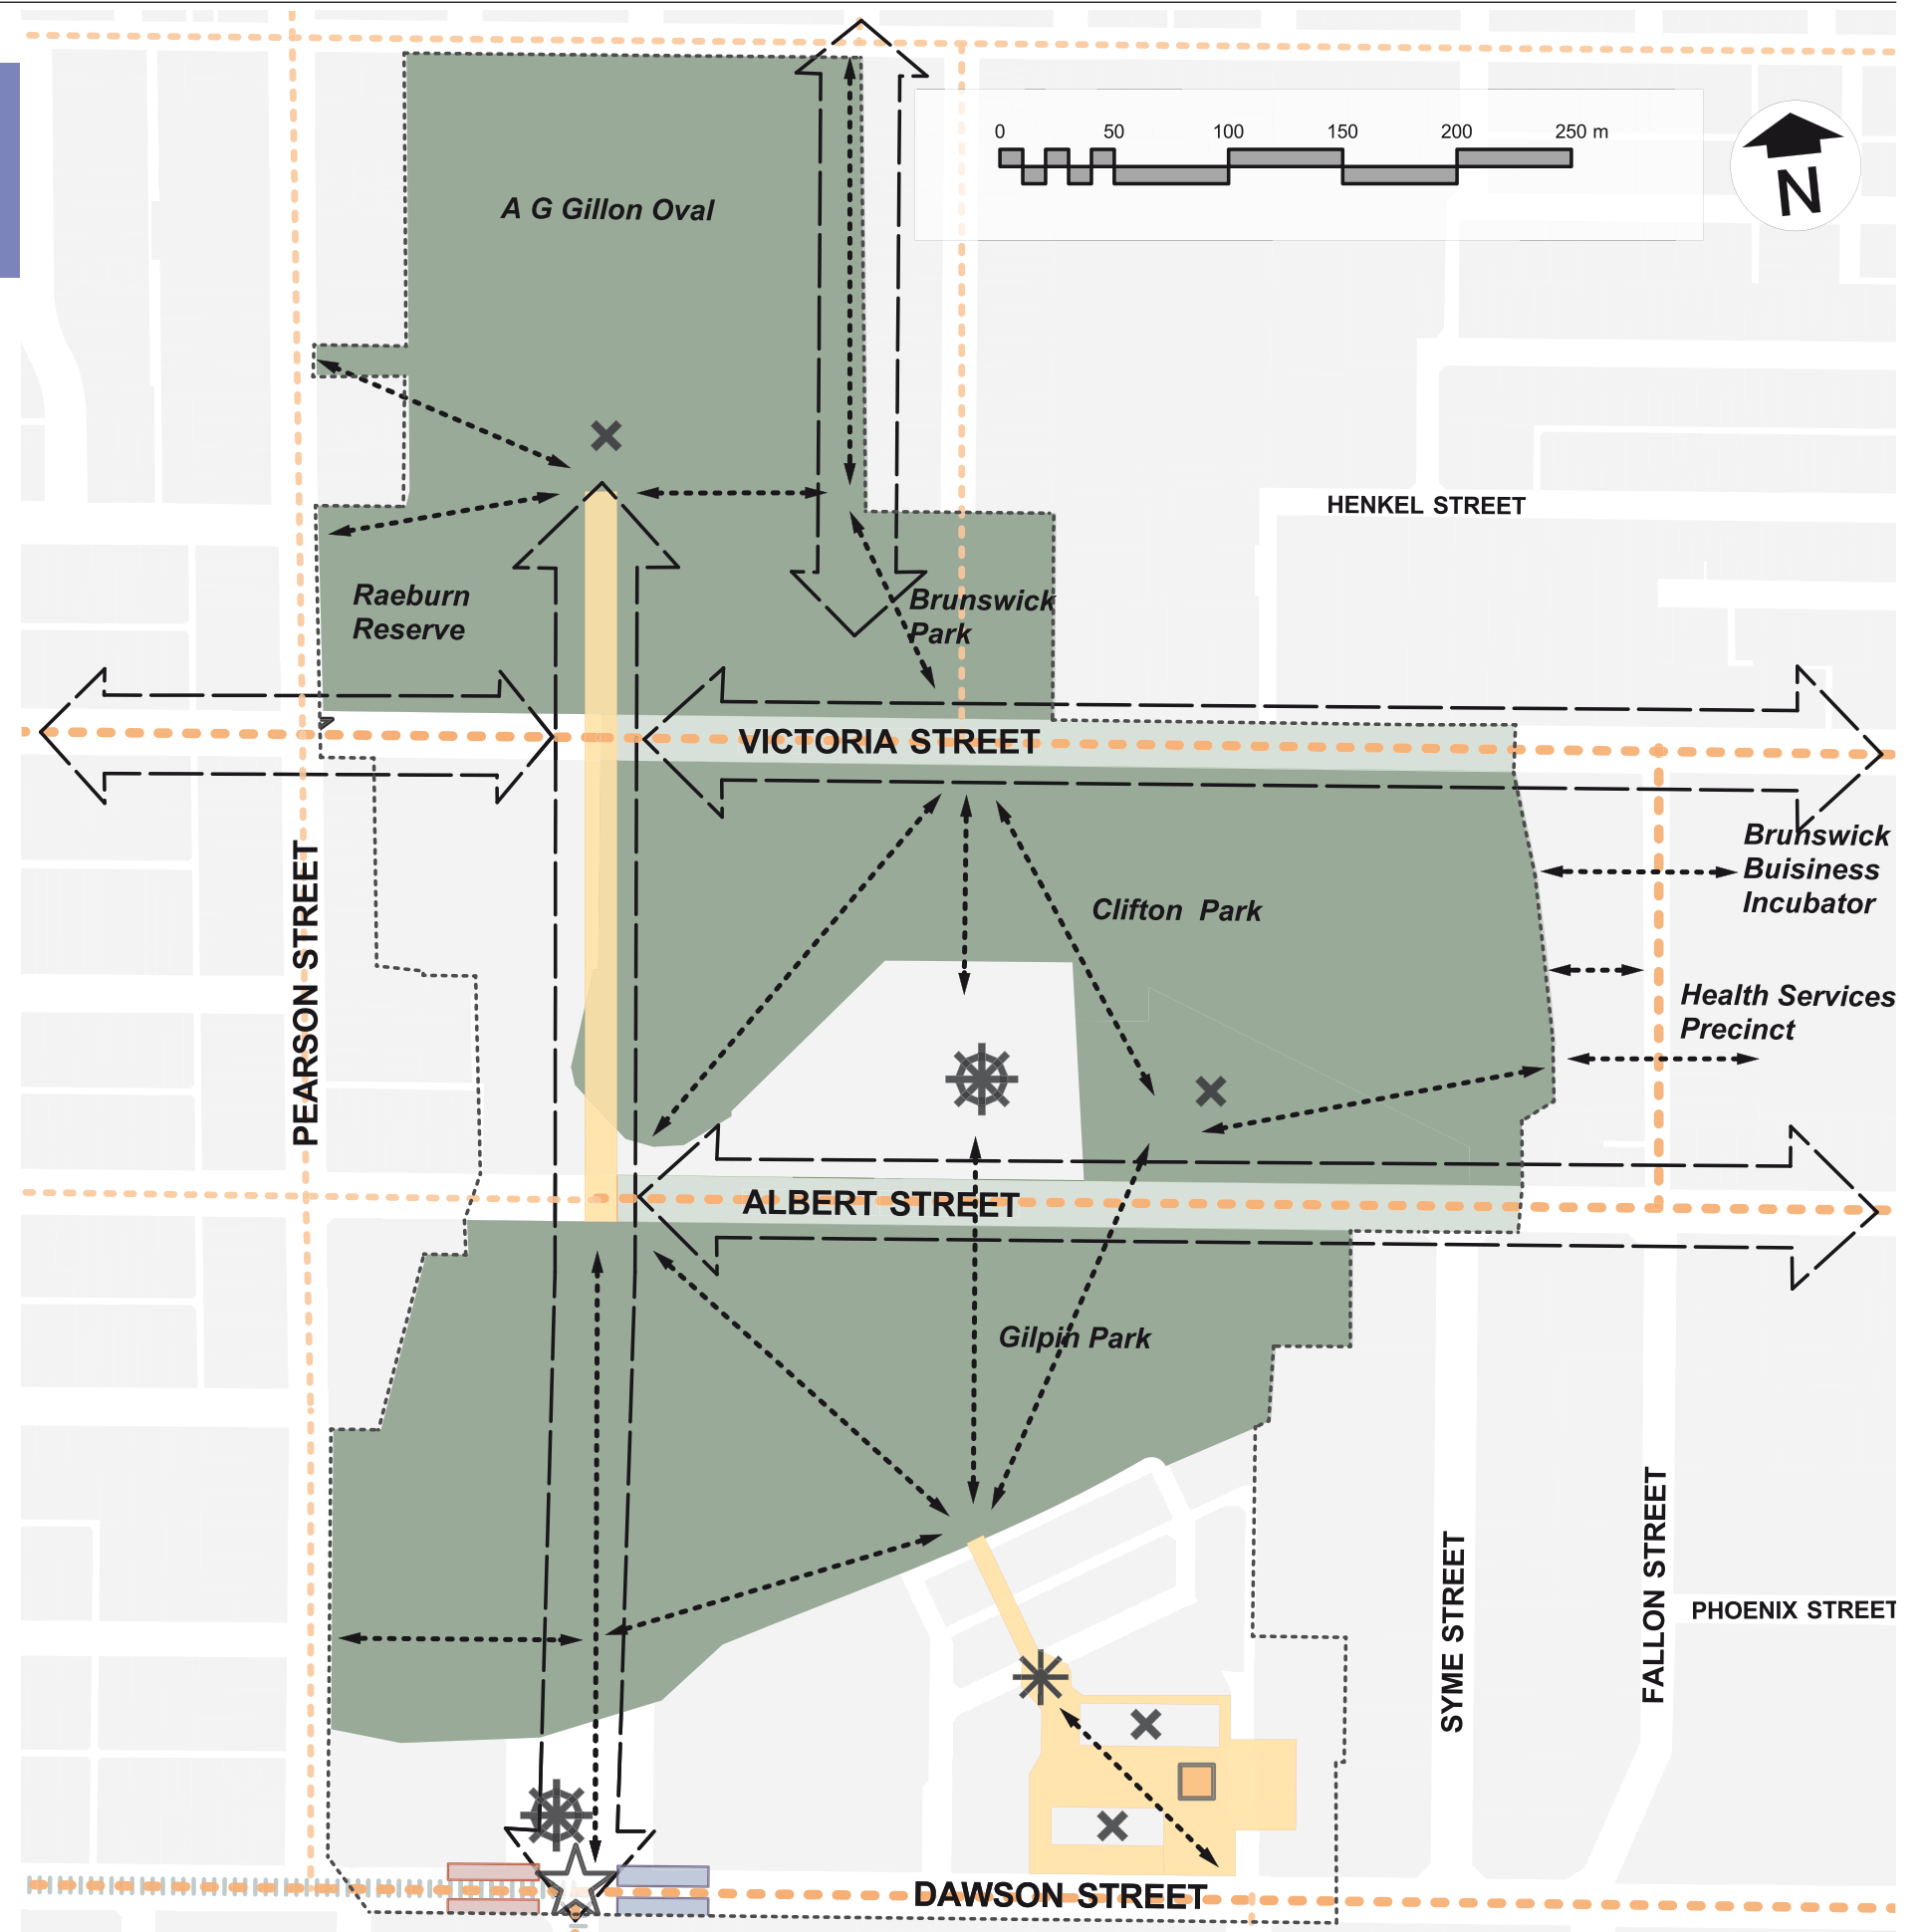 0 50 100 150 200 250 m
N
A G Gillon Oval
HENKEL STREET
Raeburn
Reserve
Brunswick
Park
VICTORIA STREET
Brunswick
Buisiness
Incubator
Clifton Park
PEARSON STREET
Health Services
Precinct
ALBERT STREET
Gilpin Park
SYME STREET
FALLON STREET
PHOENIX STREET
DAWSON STREET